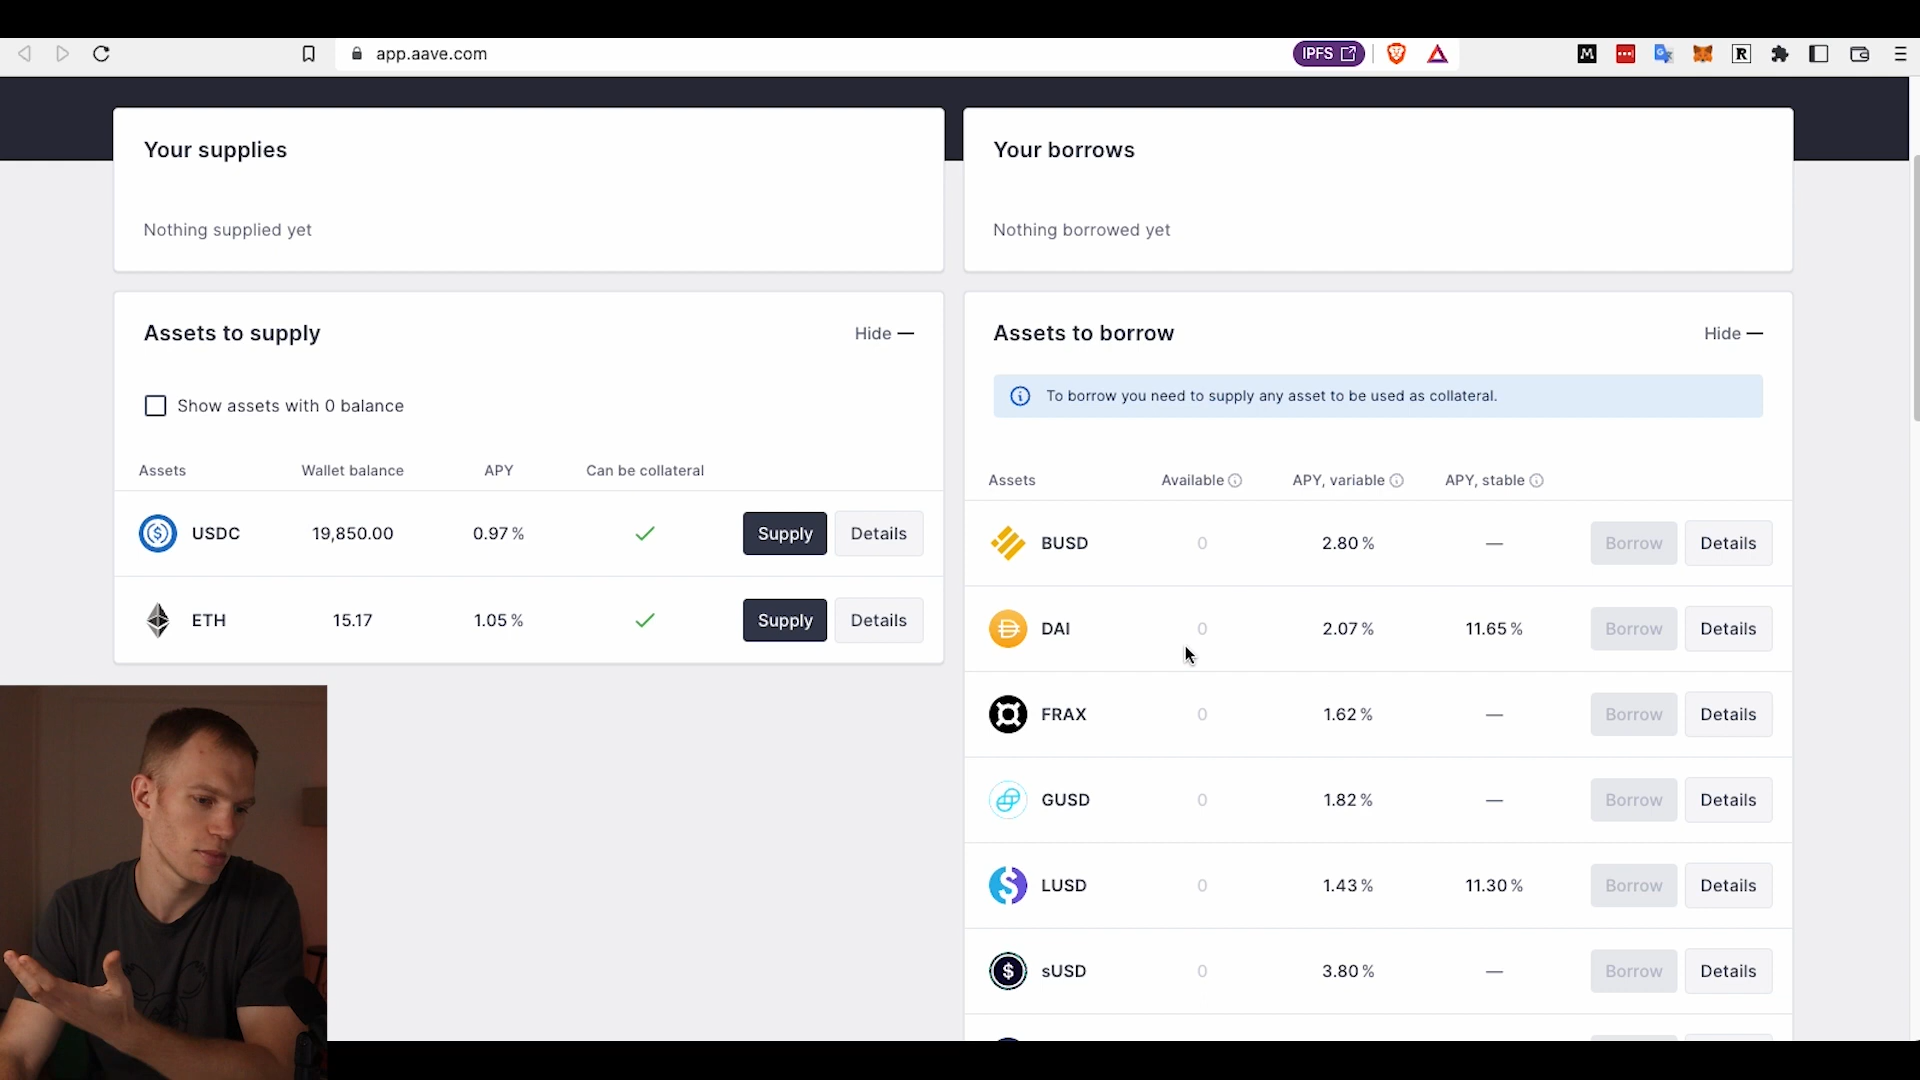 app.aave.com
IPFS
Your supplies
Nothing supplied yet
Your borrows
Nothing borrowed yet
Assets to supply
Hide —
Show assets with 0 balance
Assets Wallet balance APY Can be collateral
USDC 19,850.00 0.97 % Supply Details
ETH 15.17 1.05 % Supply Details
Assets to borrow
Hide —
To borrow you need to supply any asset to be used as collateral.
Assets Available APY, variable APY, stable
BUSD 0 2.80 % — Borrow Details
DAI 0 2.07 % 11.65 % Borrow Details
FRAX 0 1.62 % — Borrow Details
GUSD 0 1.82 % — Borrow Details
LUSD 0 1.43 % 11.30 % Borrow Details
sUSD 0 3.80 % — Borrow Details